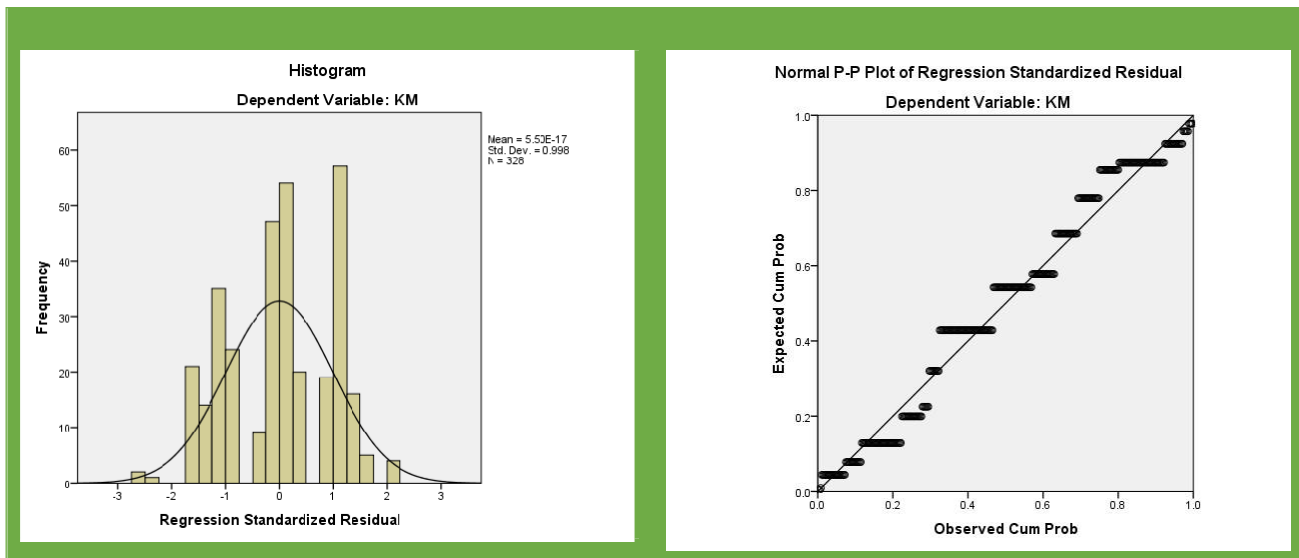 Histogram
Dependent Variable: KM
Mean = 5.50E-17
Std. Dev. = 0.998
N = 328
60
50
40
30
20
10
0
-3 -2 -1 0 1 2 3
Frequency
Regression Standardized Residual
Normal P-P Plot of Regression Standardized Residual
Dependent Variable: KM
1.0
0.8
0.6
0.4
0.2
0.0
0.0 0.2 0.4 0.6 0.8 1.0
Expected Cum Prob
Observed Cum Prob